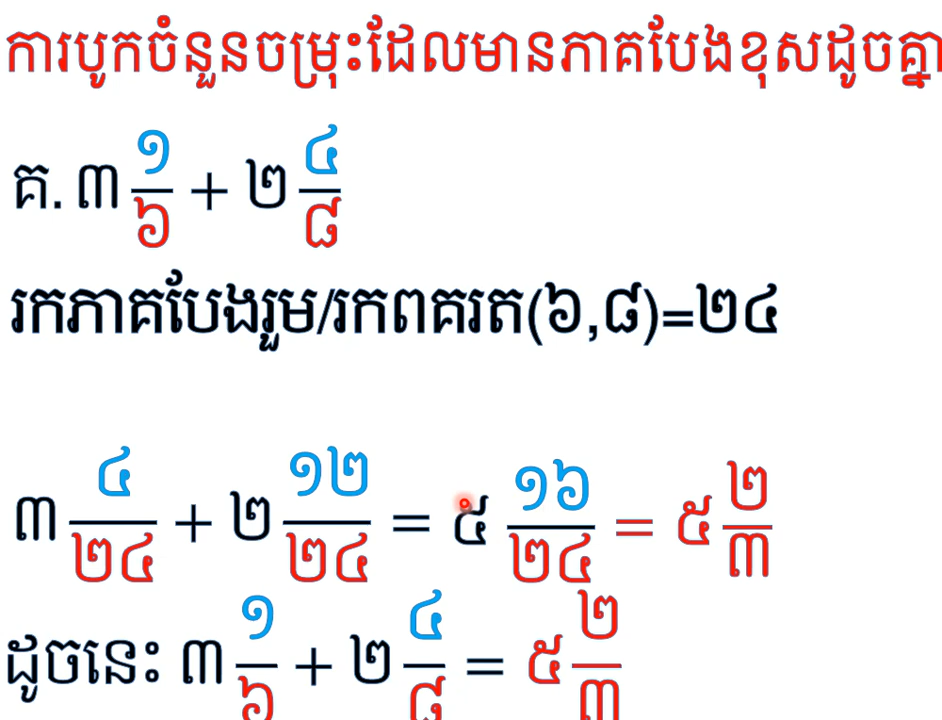 ការបូកចំនួនចម្រុះដែលមានភាគបែងខុសដូចគ្នា
គ. ៣ ១/៦ + ២ ៤/៨
រកភាគបែងរួម/រកពគរត(៦,៨)=២៤
៣ ៤/២៤ + ២ ១២/២៤ = ៥ ១៦/២៤ = ៥ ២/៣
ដូចនេះ ៣ ១/៦ + ២ ៤/៨ = ៥ ២/៣